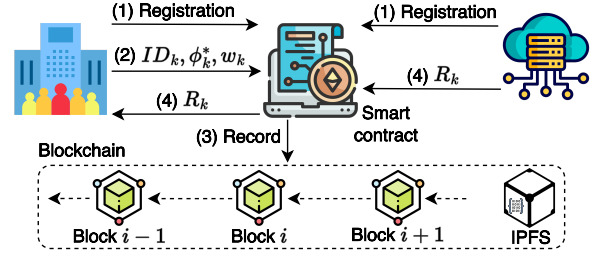 (1) Registration
(1) Registration
(2) $ID_k, \phi_k^*, w_k$
(4) $R_k$
(4) $R_k$
Smart
contract
(3) Record
Blockchain
Block $i-1$
Block $i$
Block $i+1$
IPFS